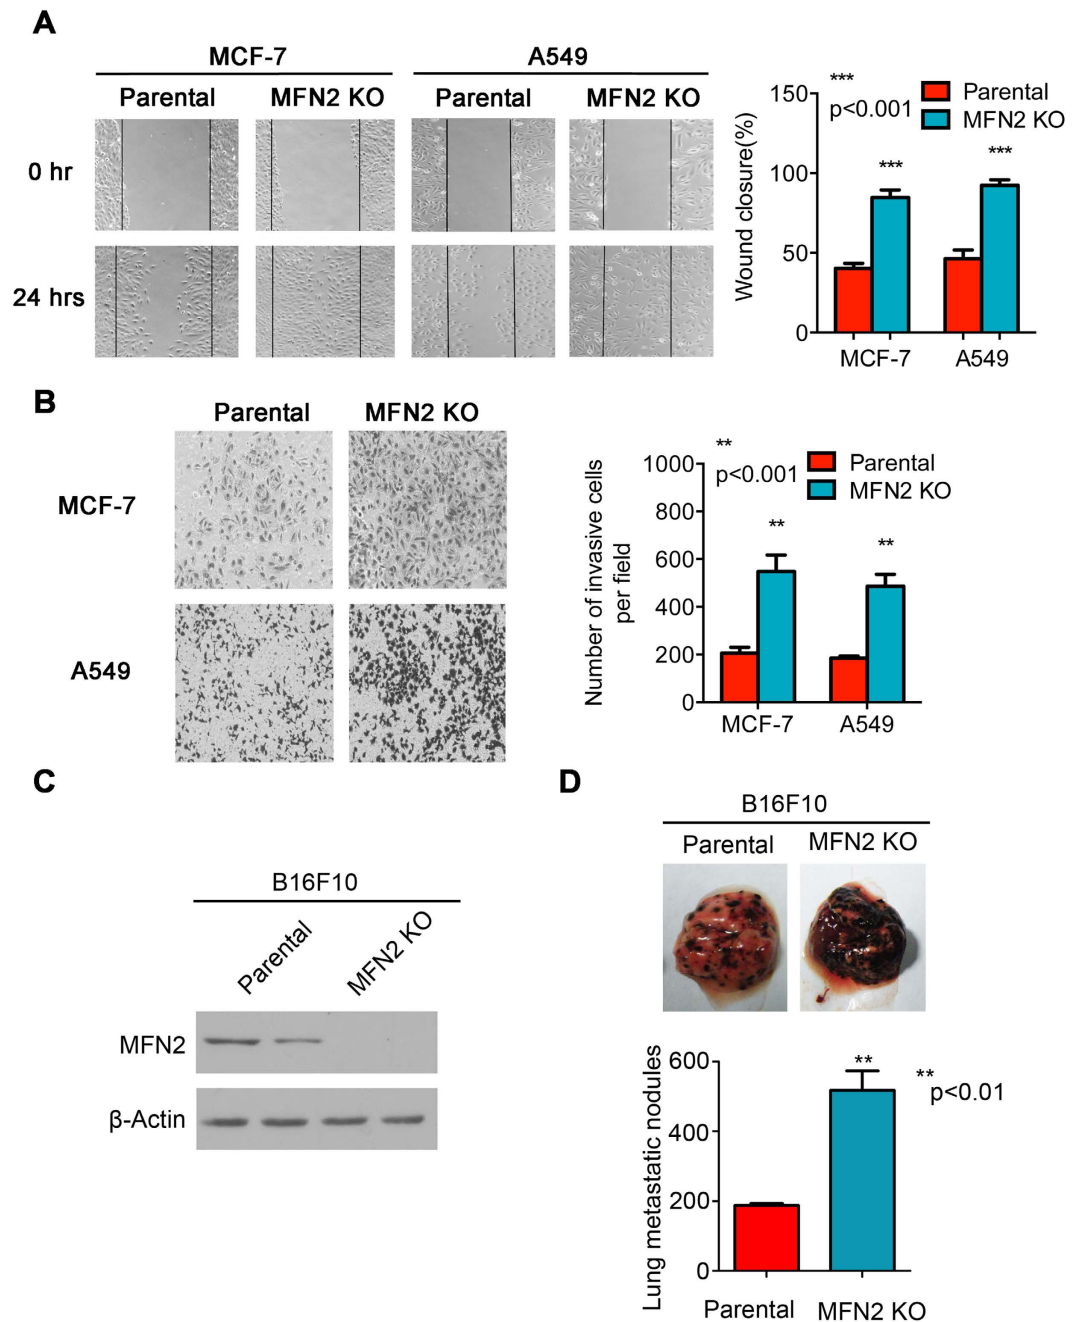 A
MCF-7
A549
Parental
MFN2 KO
Parental
MFN2 KO
0 hr
24 hrs
Wound closure(%)
150
100
50
0
***
p<0.001
Parental
MFN2 KO
***
***
MCF-7
A549
B
Parental
MFN2 KO
MCF-7
A549
Number of invasive cells
per field
1000
800
600
400
200
0
**
p<0.001
Parental
MFN2 KO
**
**
MCF-7
A549
C
B16F10
Parental
MFN2 KO
MFN2
β-Actin
D
B16F10
Parental
MFN2 KO
Lung metastatic nodules
600
400
200
0
**
**
p<0.01
Parental
MFN2 KO